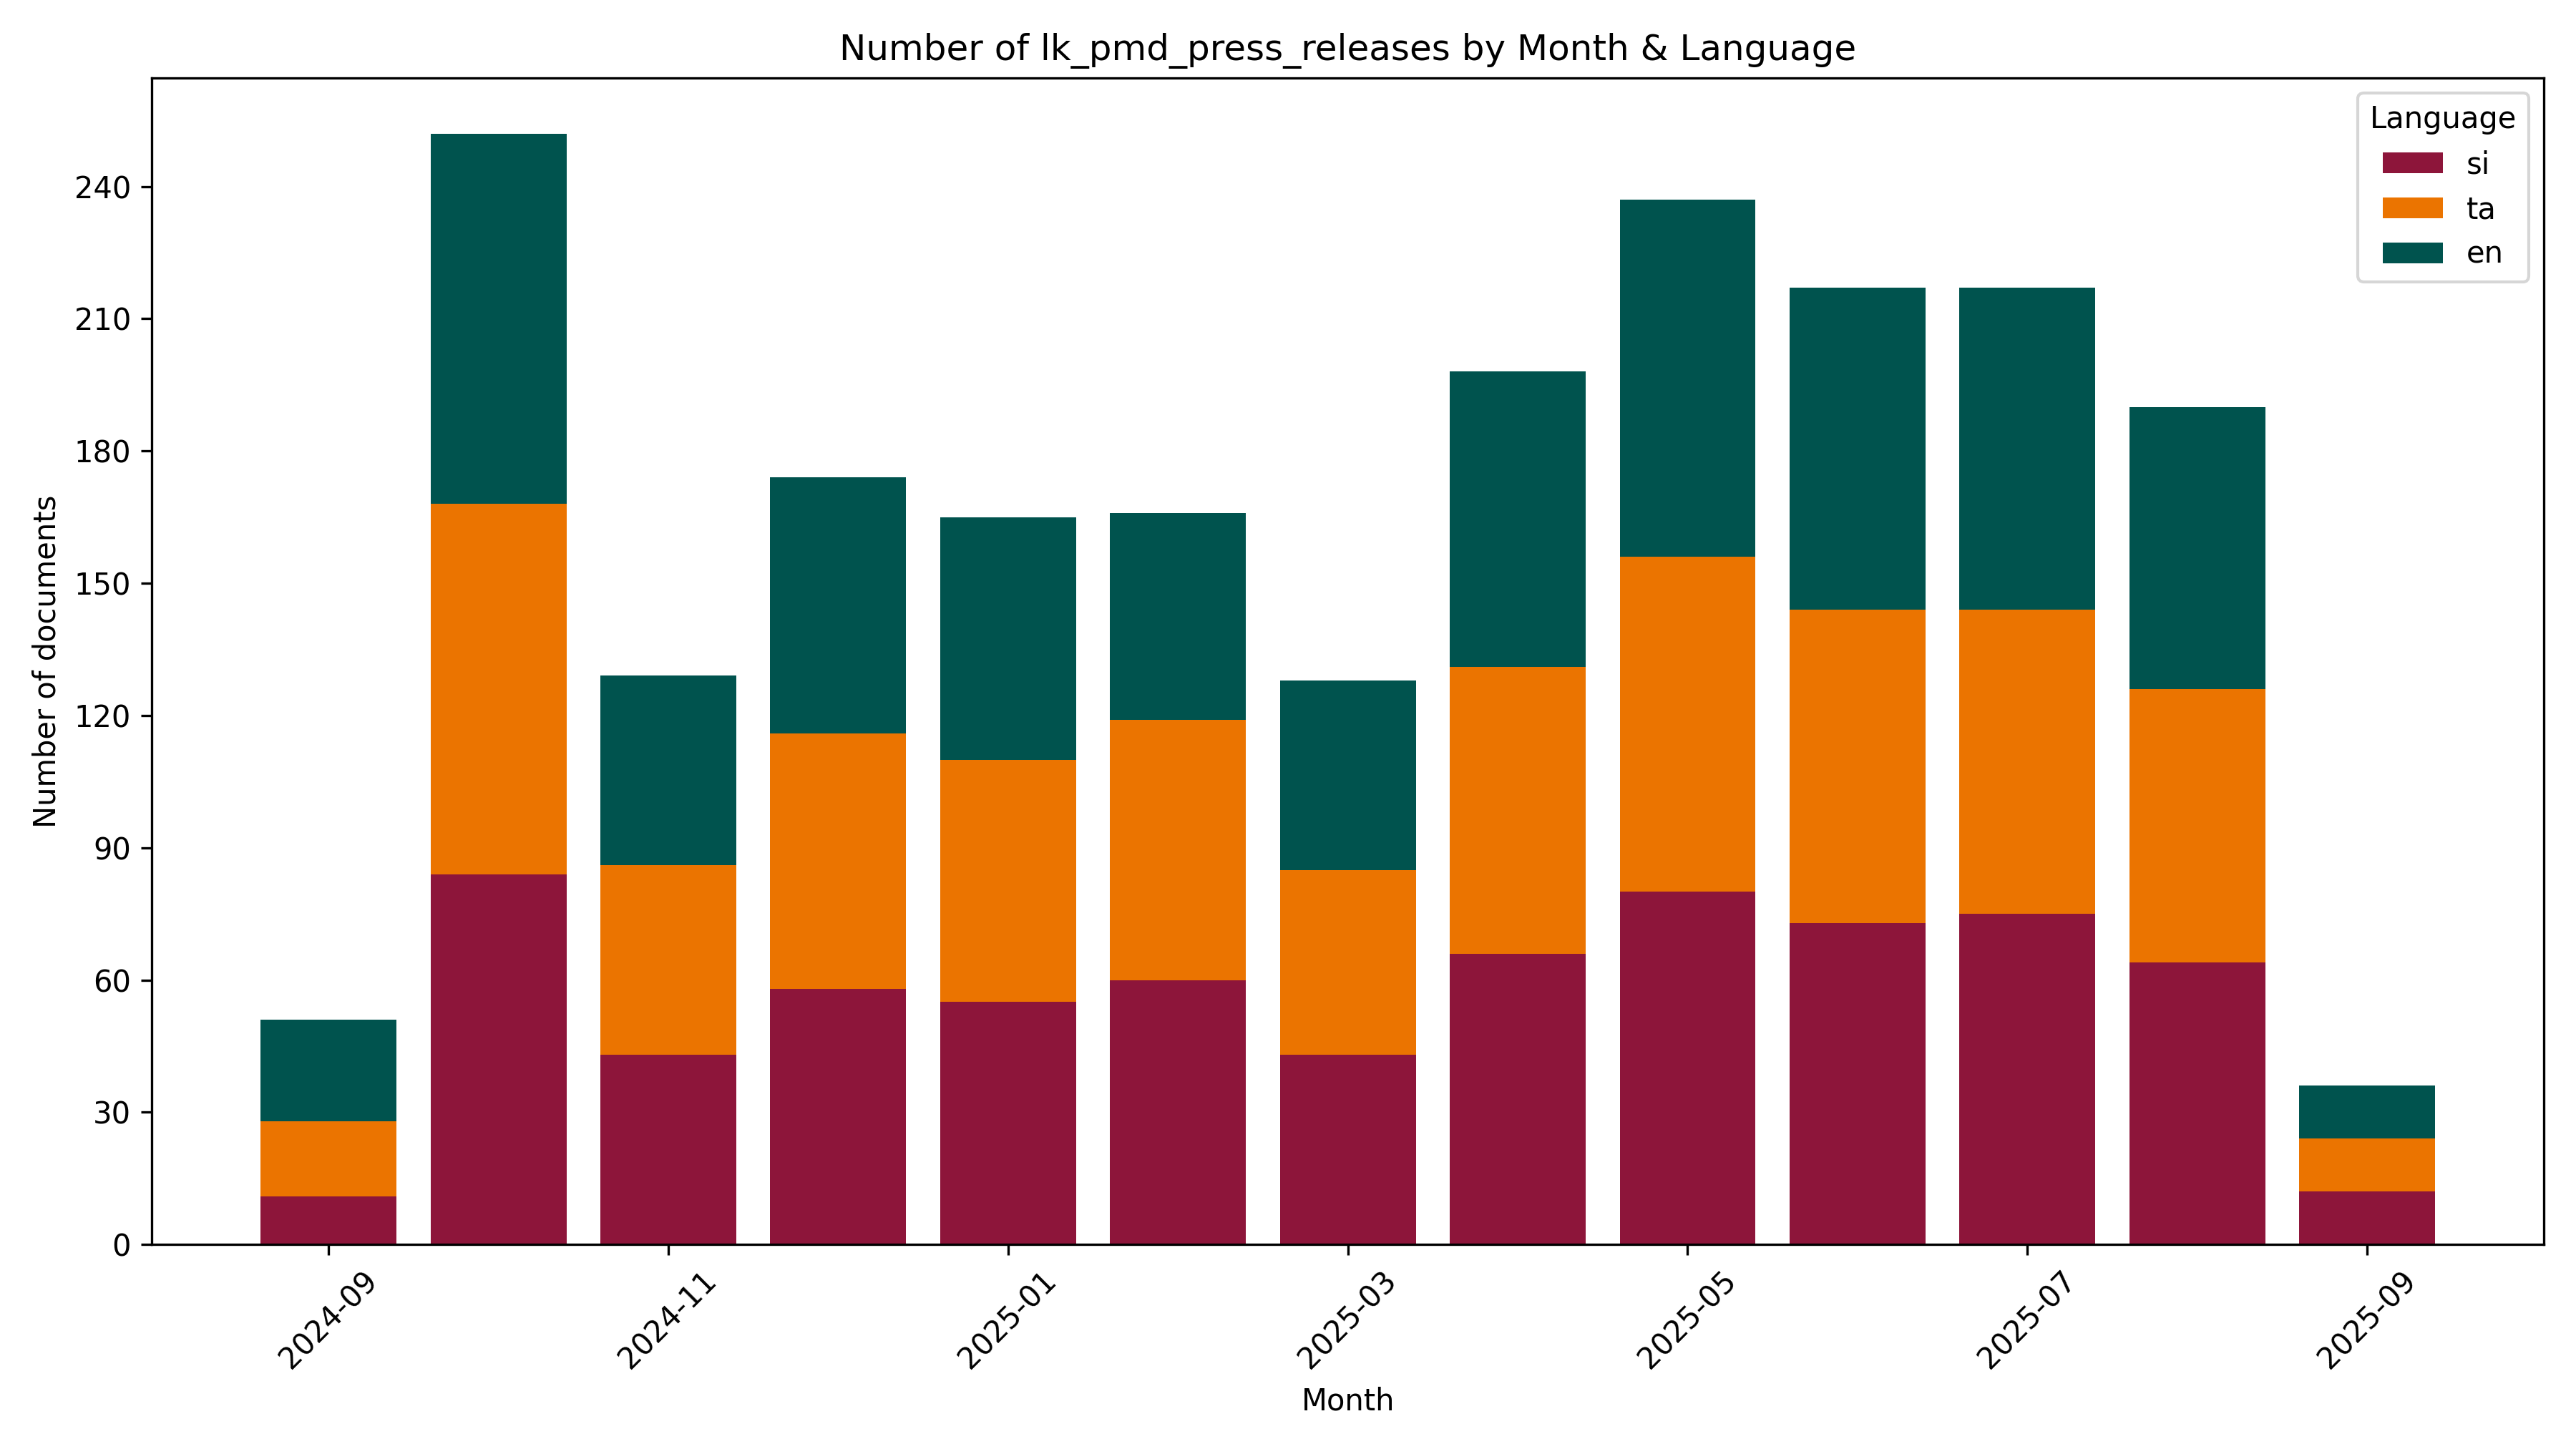 Number of lk_pmd_press_releases by Month & Language
Language
si
ta
en
Number of documents
240
210
180
150
120
90
60
30
0
2024-09
2024-11
2025-01
2025-03
2025-05
2025-07
2025-09
Month